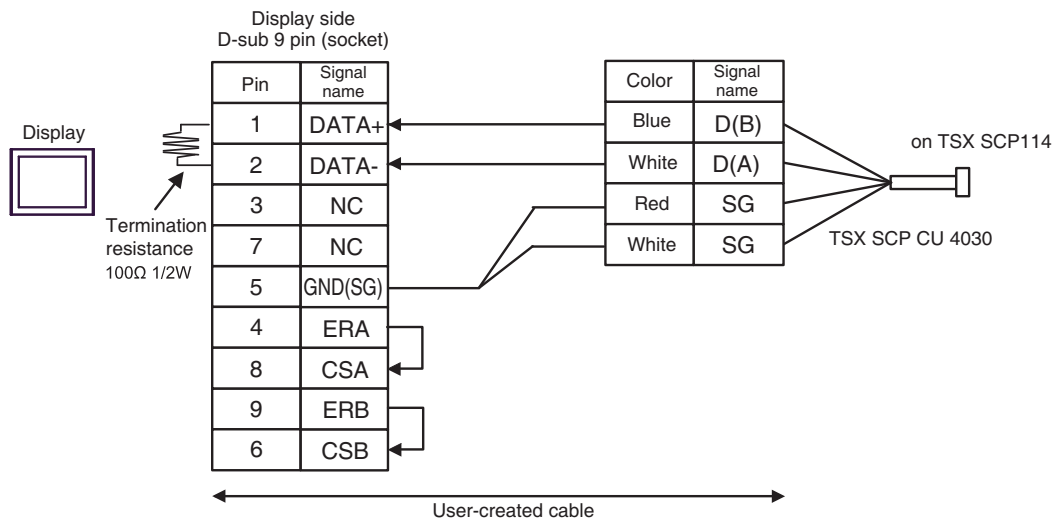 Display side
D-sub 9 pin (socket)
Pin Signal name
1 DATA+
2 DATA-
3 NC
7 NC
5 GND(SG)
4 ERA
8 CSA
9 ERB
6 CSB
Display
Termination
resistance
100Ω 1/2W
Color Signal name
Blue D(B)
White D(A)
Red SG
White SG
on TSX SCP114
TSX SCP CU 4030
User-created cable